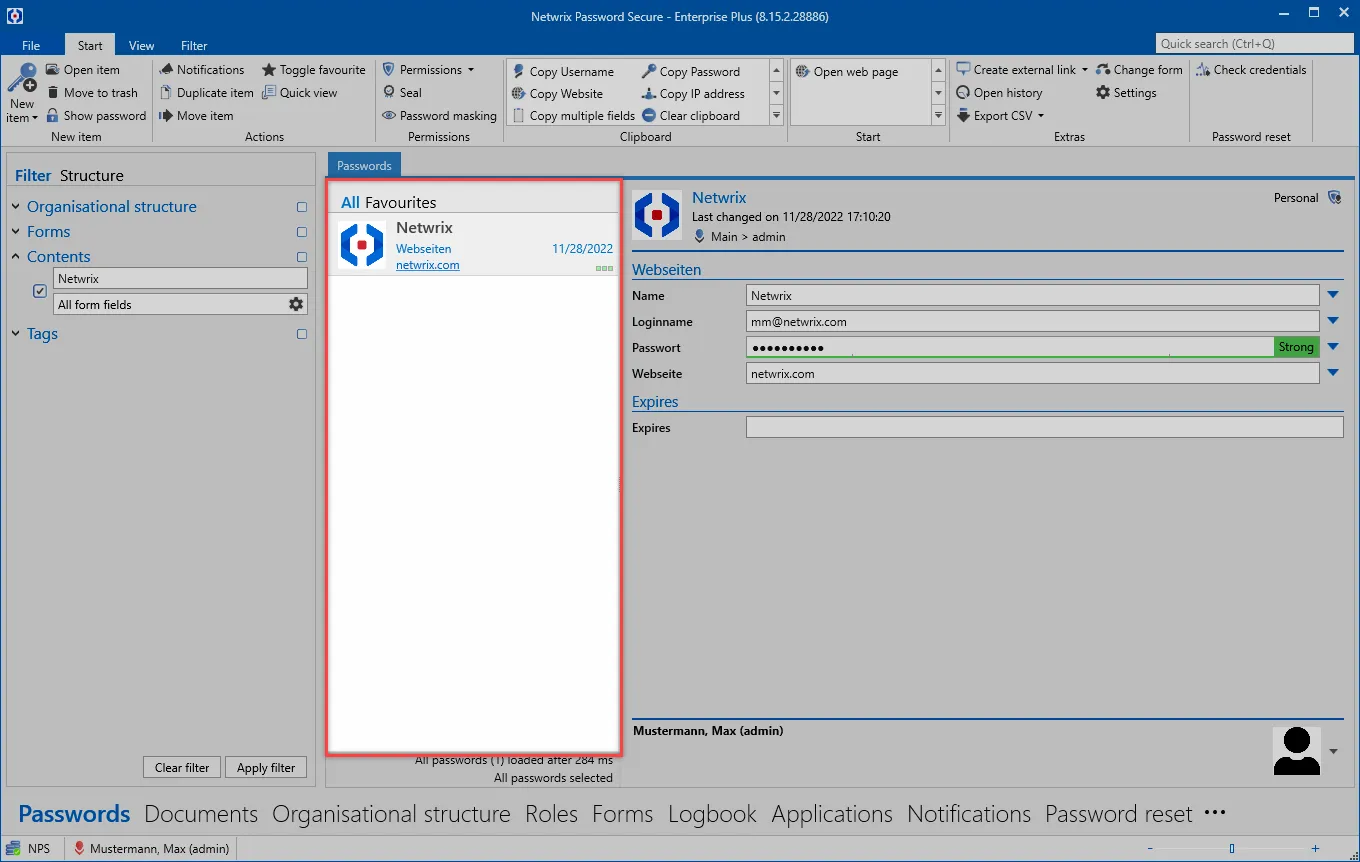 Netwrix Password Secure - Enterprise Plus (8.15.2.28886)
File Start View Filter
Quick search (Ctrl+Q)
New item
Open item
Move to trash
Show password
New item
Notifications Toggle favourite
Duplicate item Quick view
Move item
Actions
Permissions
Seal
Password masking
Permissions
Copy Username Copy Password
Copy Website Copy IP address
Copy multiple fields Clear clipboard
Clipboard
Open web page
Start
Create external link Change form
Open history Settings
Export CSV
Extras
Check credentials
Password reset
Filter Structure
Organisational structure
Forms
Contents
Netwrix
All form fields
Tags
Clear filter Apply filter
Passwords
All Favourites
Netwrix
Webseiten 11/28/2022
netwrix.com
All passwords (1) loaded after 284 ms
All passwords selected
Netwrix Personal
Last changed on 11/28/2022 17:10:20
Main > admin
Webseiten
Name Netwrix
Loginname mm@netwrix.com
Passwort ●●●●●●●●●● Strong
Webseite netwrix.com
Expires
Expires
Mustermann, Max (admin)
Passwords Documents Organisational structure Roles Forms Logbook Applications Notifications Password reset •••
NPS Mustermann, Max (admin) - +